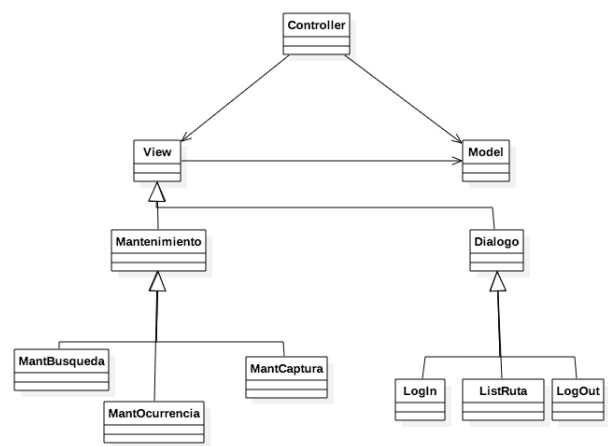 Controller
View
Model
Mantenimiento
Dialogo
MantBusqueda
MantOcurrencia
MantCaptura
LogIn
ListRuta
LogOut